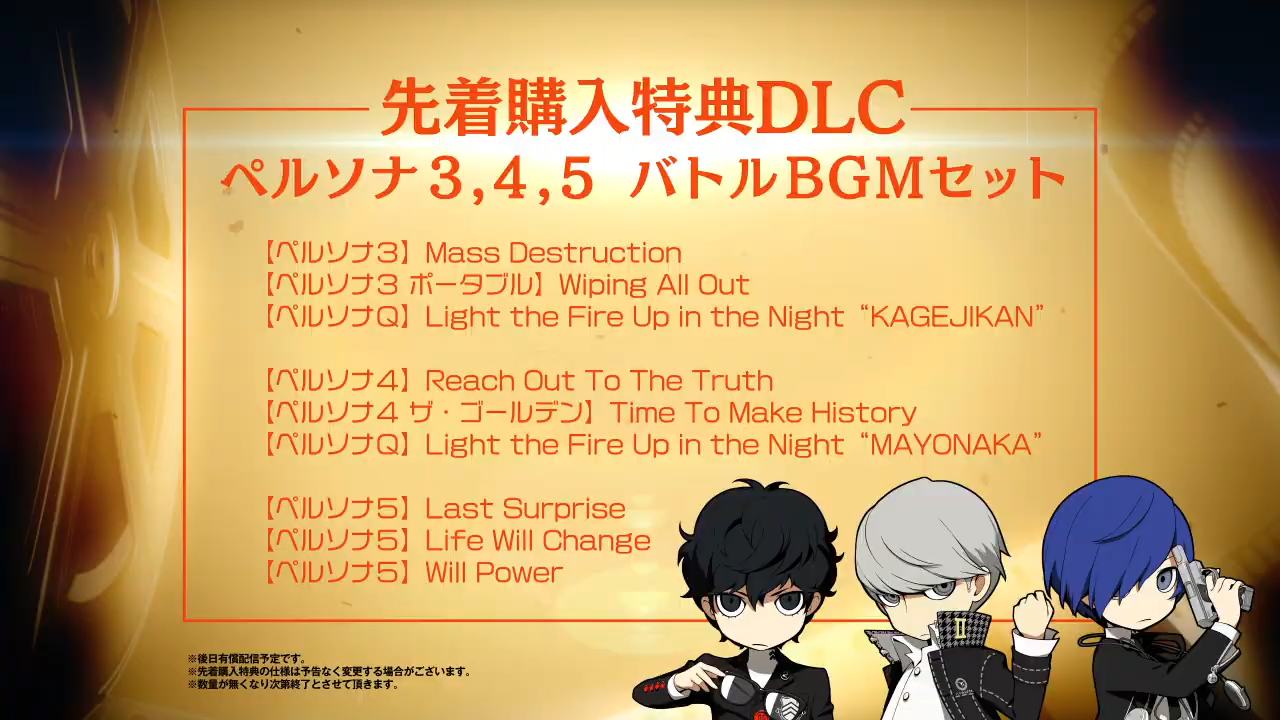 先着購入特典DLC
ペルソナ3,4,5 バトルBGMセット
【ペルソナ3】Mass Destruction
【ペルソナ3 ポータブル】Wiping All Out
【ペルソナQ】Light the Fire Up in the Night “KAGEJIKAN”
【ペルソナ4】Reach Out To The Truth
【ペルソナ4 ザ・ゴールデン】Time To Make History
【ペルソナQ】Light the Fire Up in the Night “MAYONAKA”
【ペルソナ5】Last Surprise
【ペルソナ5】Life Will Change
【ペルソナ5】Will Power
※後日有償配信予定です。
※先着購入特典の仕様は予告なく変更する場合がございます。
※数量が無くなり次第終了とさせて頂きます。